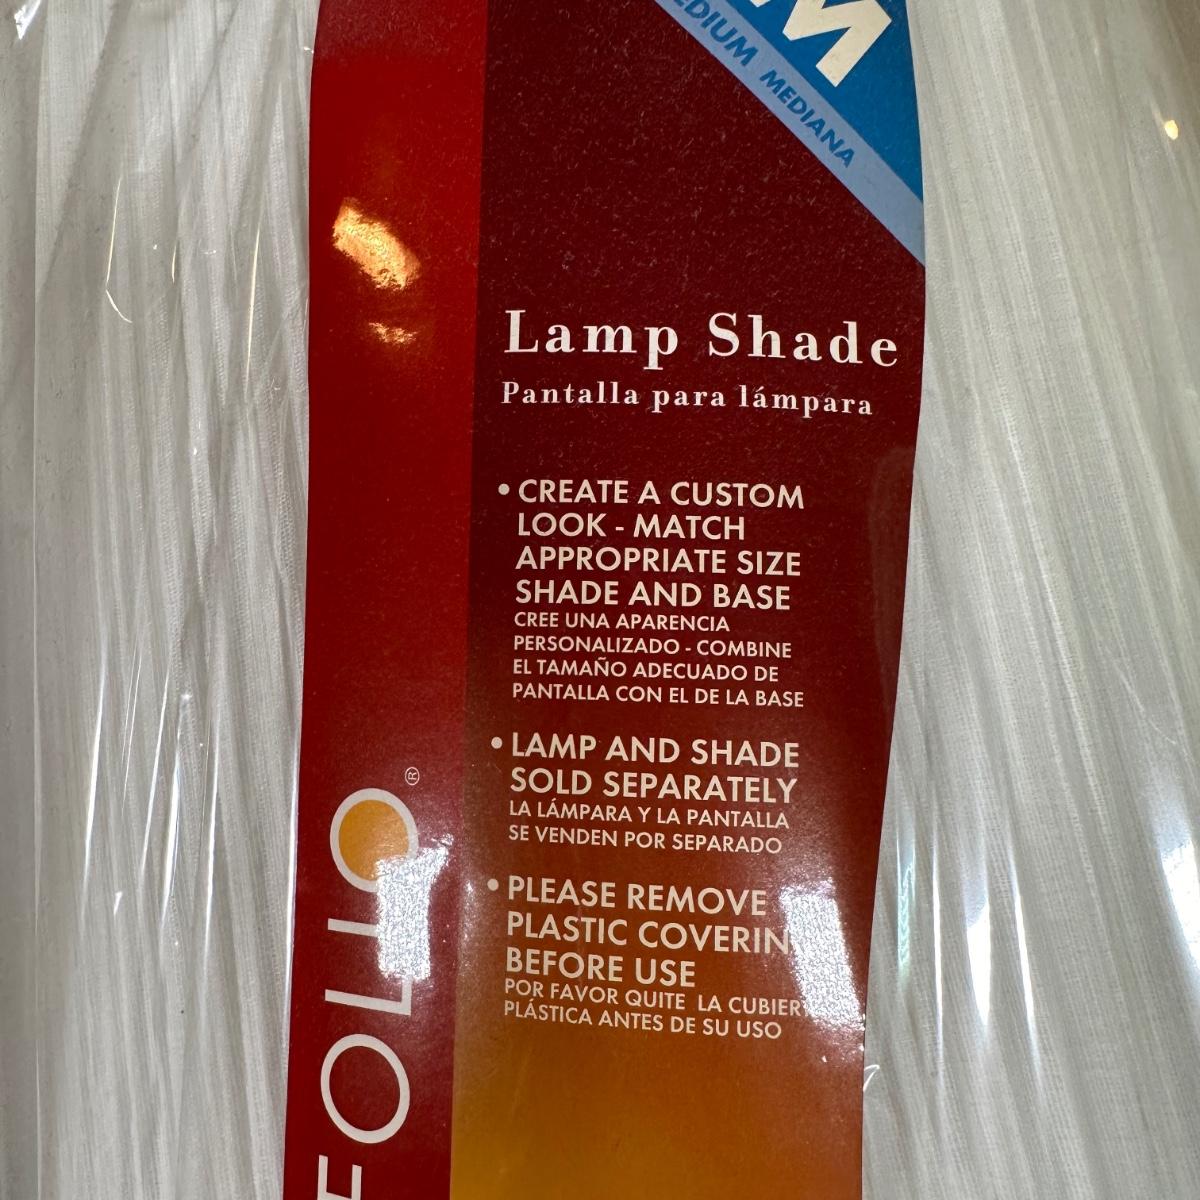 MEDIANA
Lamp Shade
Pantalla para lámpara
• CREATE A CUSTOM
LOOK - MATCH
APPROPRIATE SIZE
SHADE AND BASE
CREE UNA APARENCIA
PERSONALIZADO - COMBINE
EL TAMAÑO ADECUADO DE
PANTALLA CON EL DE LA BASE
• LAMP AND SHADE
SOLD SEPARATELY
LA LÁMPARA Y LA PANTALLA
SE VENDEN POR SEPARADO
• PLEASE REMOVE
PLASTIC COVERIN
BEFORE USE
POR FAVOR QUITE LA CUBIER
PLÁSTICA ANTES DE SU USO